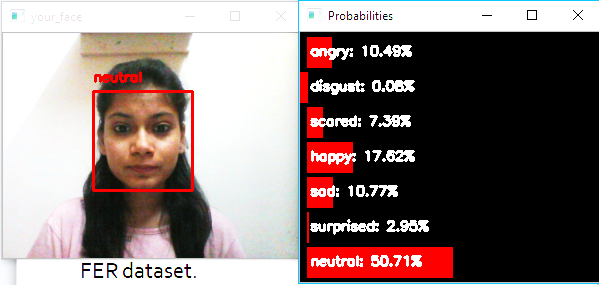 your_face
neutral
Probabilities
angry: 10.49%
disgust: 0.08%
scared: 7.39%
happy: 17.62%
sad: 10.77%
surprised: 2.95%
neutral: 50.71%
FER dataset.